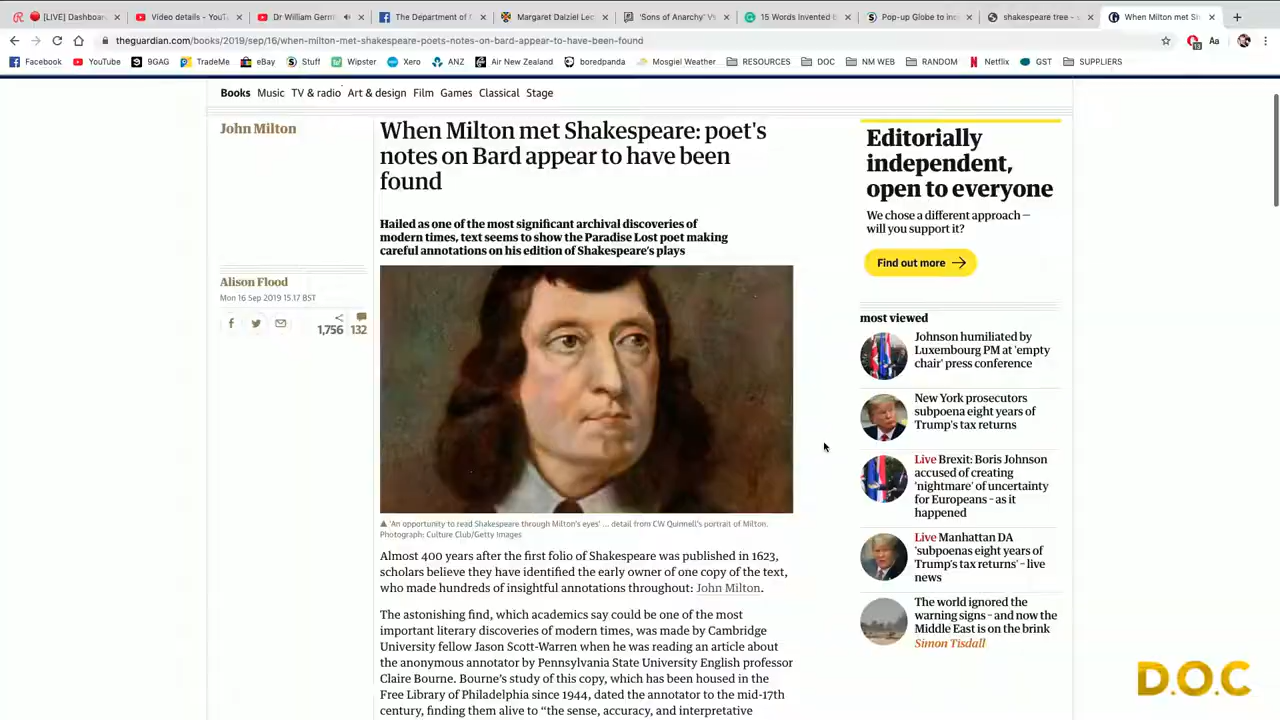 [LIVE] Dashboar
Video details - YouT
Dr William Germ
The Department of
Margaret Dalziel Lec
'Sons of Anarchy' Vs
15 Words Invented b
Pop-up Globe to inc
shakespeare tree - s
When Milton met Sh
theguardian.com/books/2019/sep/16/when-milton-met-shakespeare-poets-notes-on-bard-appear-to-have-been-found
Aa
Facebook YouTube 9GAG TradeMe eBay Stuff Wipster Xero ANZ Air New Zealand boredpanda Mosgiel Weather RESOURCES DOC NM WEB RANDOM Netflix GST SUPPLIERS
Books Music TV & radio Art & design Film Games Classical Stage
John Milton
When Milton met Shakespeare: poet's
notes on Bard appear to have been
found
Hailed as one of the most significant archival discoveries of
modern times, text seems to show the Paradise Lost poet making
careful annotations on his edition of Shakespeare's plays
Alison Flood
Mon 16 Sep 2019 15.17 BST
1,756 132
▲ 'An opportunity to read Shakespeare through Milton's eyes' ... detail from CW Quinnell's portrait of Milton.
Photograph: Culture Club/Getty Images
Almost 400 years after the first folio of Shakespeare was published in 1623,
scholars believe they have identified the early owner of one copy of the text,
who made hundreds of insightful annotations throughout: John Milton.
The astonishing find, which academics say could be one of the most
important literary discoveries of modern times, was made by Cambridge
University fellow Jason Scott-Warren when he was reading an article about
the anonymous annotator by Pennsylvania State University English professor
Claire Bourne. Bourne's study of this copy, which has been housed in the
Free Library of Philadelphia since 1944, dated the annotator to the mid-17th
century, finding them alive to "the sense, accuracy, and interpretative
Editorially
independent,
open to everyone
We chose a different approach —
will you support it?
Find out more
most viewed
Johnson humiliated by
Luxembourg PM at 'empty
chair' press conference
New York prosecutors
subpoena eight years of
Trump's tax returns
Live Brexit: Boris Johnson
accused of creating
'nightmare' of uncertainty
for Europeans – as it
happened
Live Manhattan DA
'subpoenas eight years of
Trump's tax returns' – live
news
The world ignored the
warning signs – and now the
Middle East is on the brink
Simon Tisdall
D.O.C